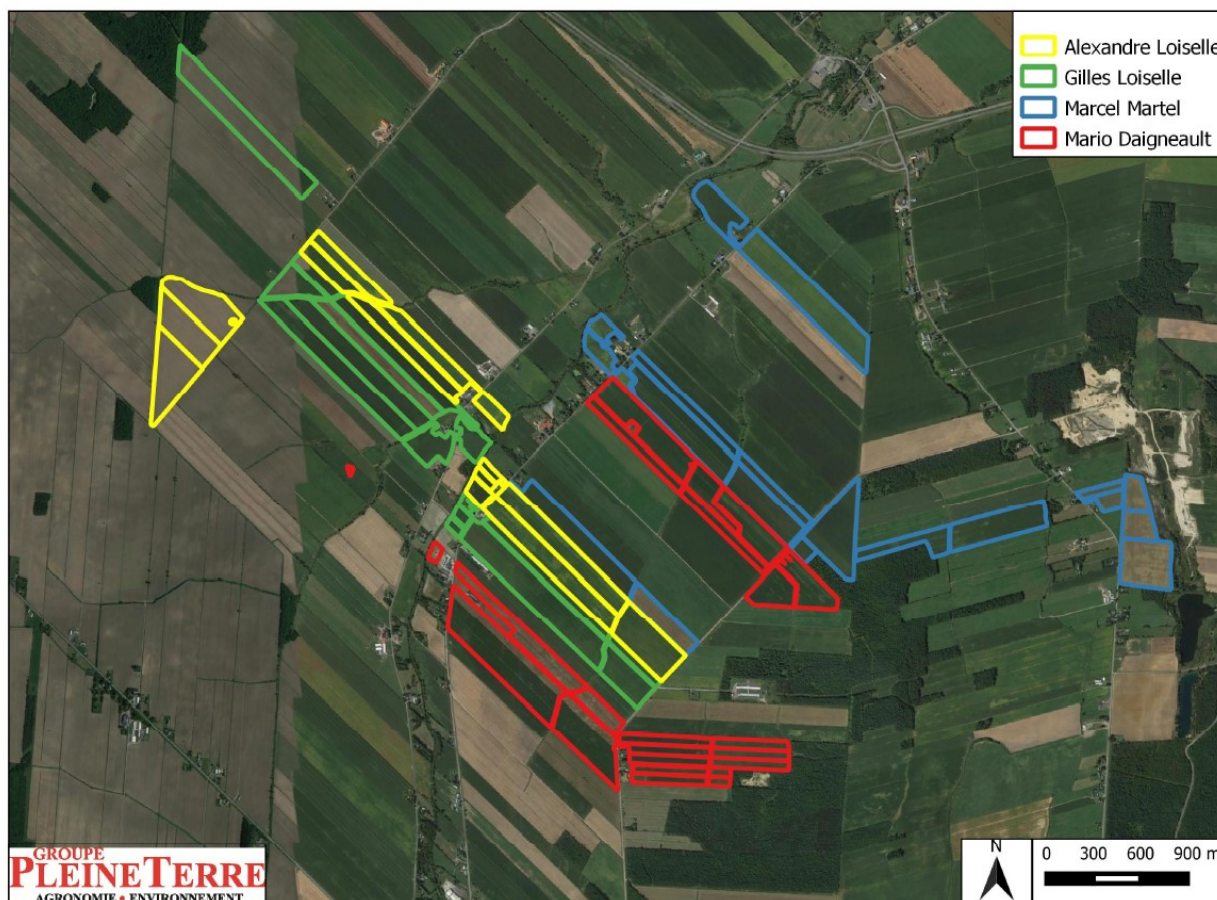 Alexandre Loiselle
Gilles Loiselle
Marcel Martel
Mario Daigneault
GROUPE
PLEINETERRE
AGRONOMIE • ENVIRONNEMENT
N
0 300 600 900 m